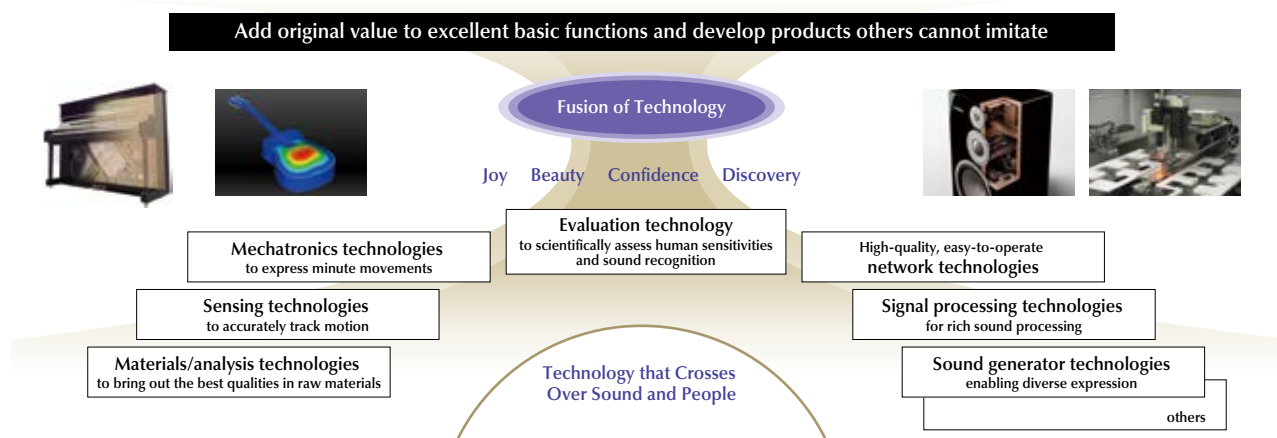 Add original value to excellent basic functions and develop products others cannot imitate
Fusion of Technology
Joy Beauty Confidence Discovery
Evaluation technology
to scientifically assess human sensitivities
and sound recognition
Mechatronics technologies
to express minute movements
Sensing technologies
to accurately track motion
Materials/analysis technologies
to bring out the best qualities in raw materials
High-quality, easy-to-operate
network technologies
Signal processing technologies
for rich sound processing
Sound generator technologies
enabling diverse expression
others
Technology that Crosses
Over Sound and People